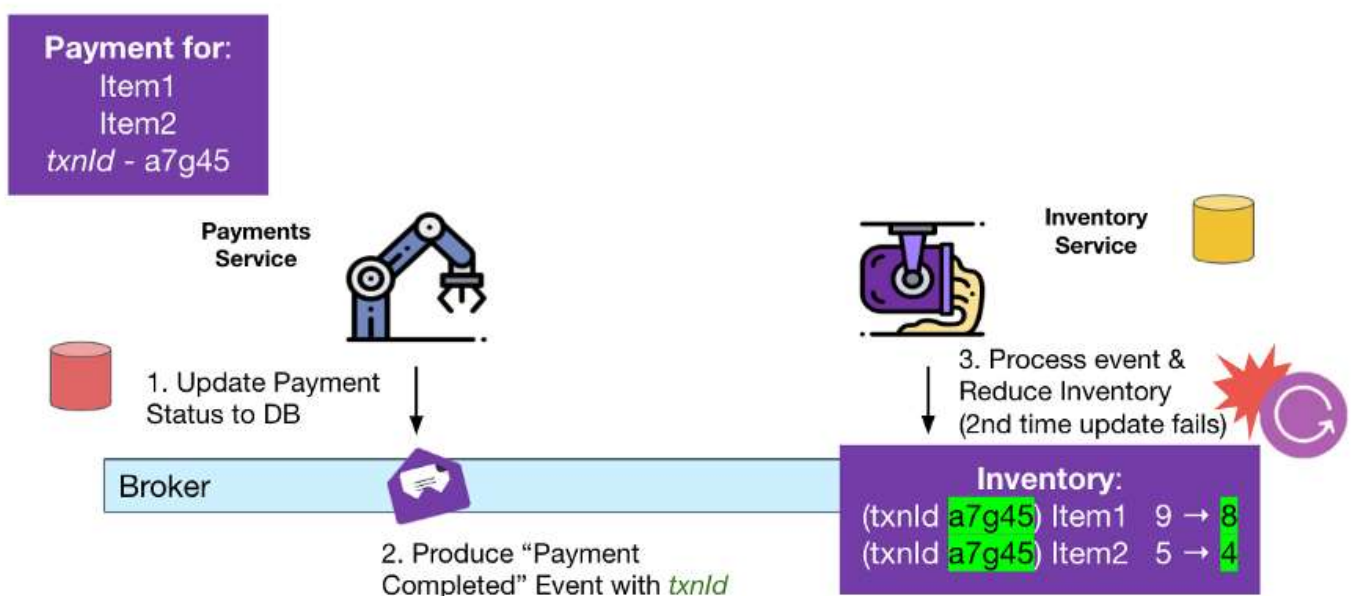 Payment for:
Item1
Item2
txnId - a7g45
Payments
Service
Inventory
Service
1. Update Payment
Status to DB
3. Process event &
Reduce Inventory
(2nd time update fails)
Broker
2. Produce “Payment
Completed” Event with txnId
Inventory:
(txnId a7g45) Item1 9 → 8
(txnId a7g45) Item2 5 → 4